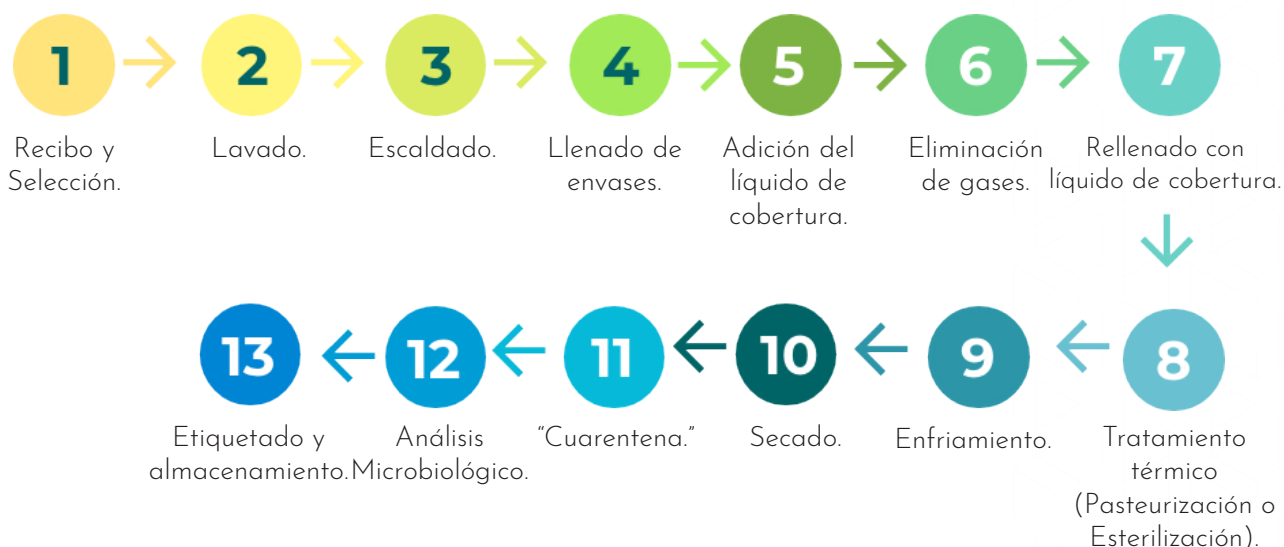 1
Recibo y
Selección.
2
Lavado.
3
Escaldado.
4
Llenado de
envases.
5
Adición del
líquido de
cobertura.
6
Eliminación
de gases.
7
Rellenado con
líquido de cobertura.
8
Tratamiento
térmico
(Pasteurización o
Esterilización).
9
Enfriamiento.
10
Secado.
11
“Cuarentena.”
12
Análisis
Microbiológico.
13
Etiquetado y
almacenamiento.